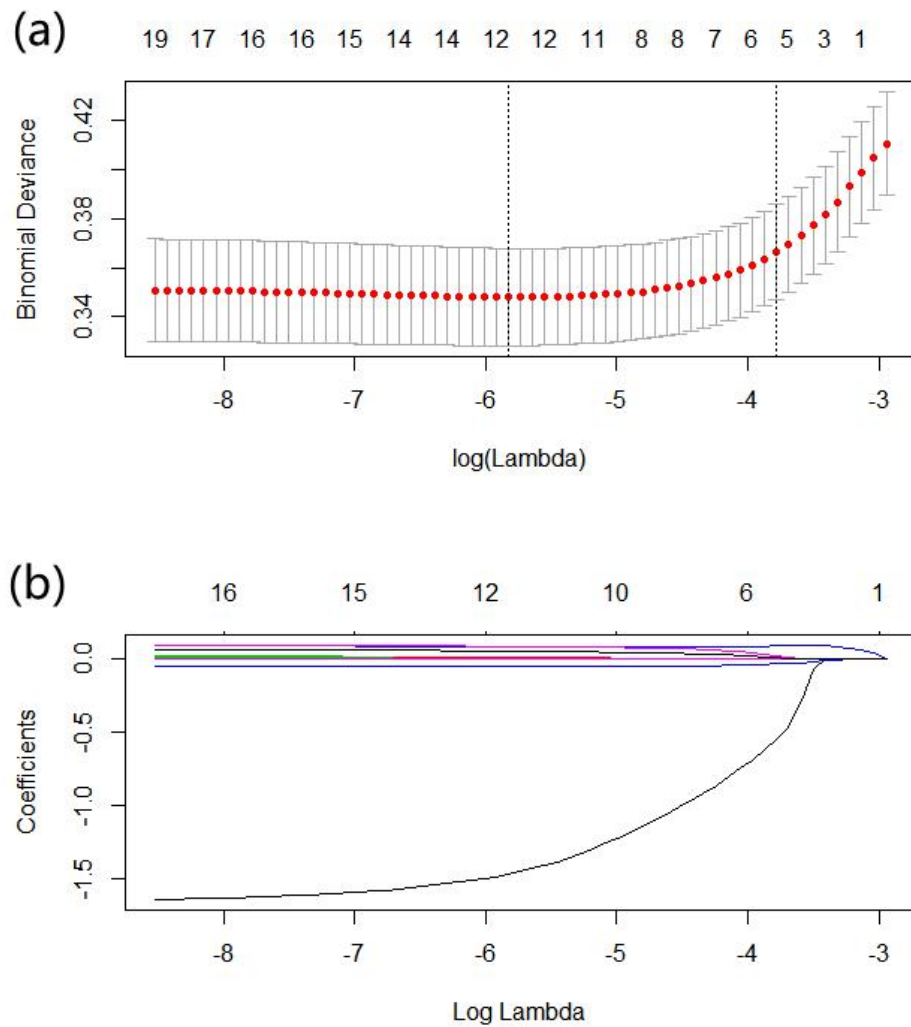 (a)
19 17 16 16 15 14 14 12 12 11 8 8 7 6 5 3 1
Binomial Deviance
0.42
0.38
0.34
-8 -7 -6 -5 -4 -3
log(Lambda)
(b)
16 15 12 10 6 1
Coefficients
0.0
-0.5
-1.0
-1.5
-8 -7 -6 -5 -4 -3
Log Lambda